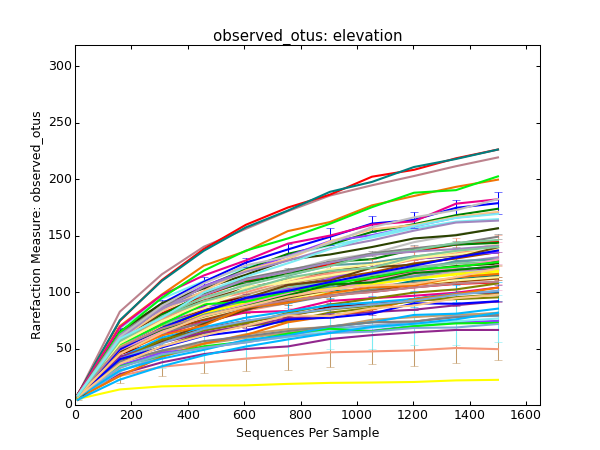 observed_otus: elevation
Rarefaction Measure: observed_otus
300
250
200
150
100
50
0
0 200 400 600 800 1000 1200 1400 1600
Sequences Per Sample